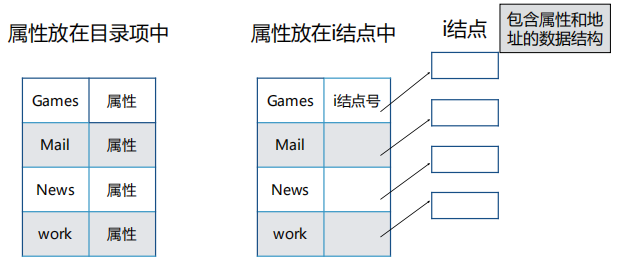 属性放在目录项中
Games 属性
Mail 属性
News 属性
work 属性
属性放在i结点中
Games i结点号
Mail
News
work
i结点
包含属性和地
址的数据结构